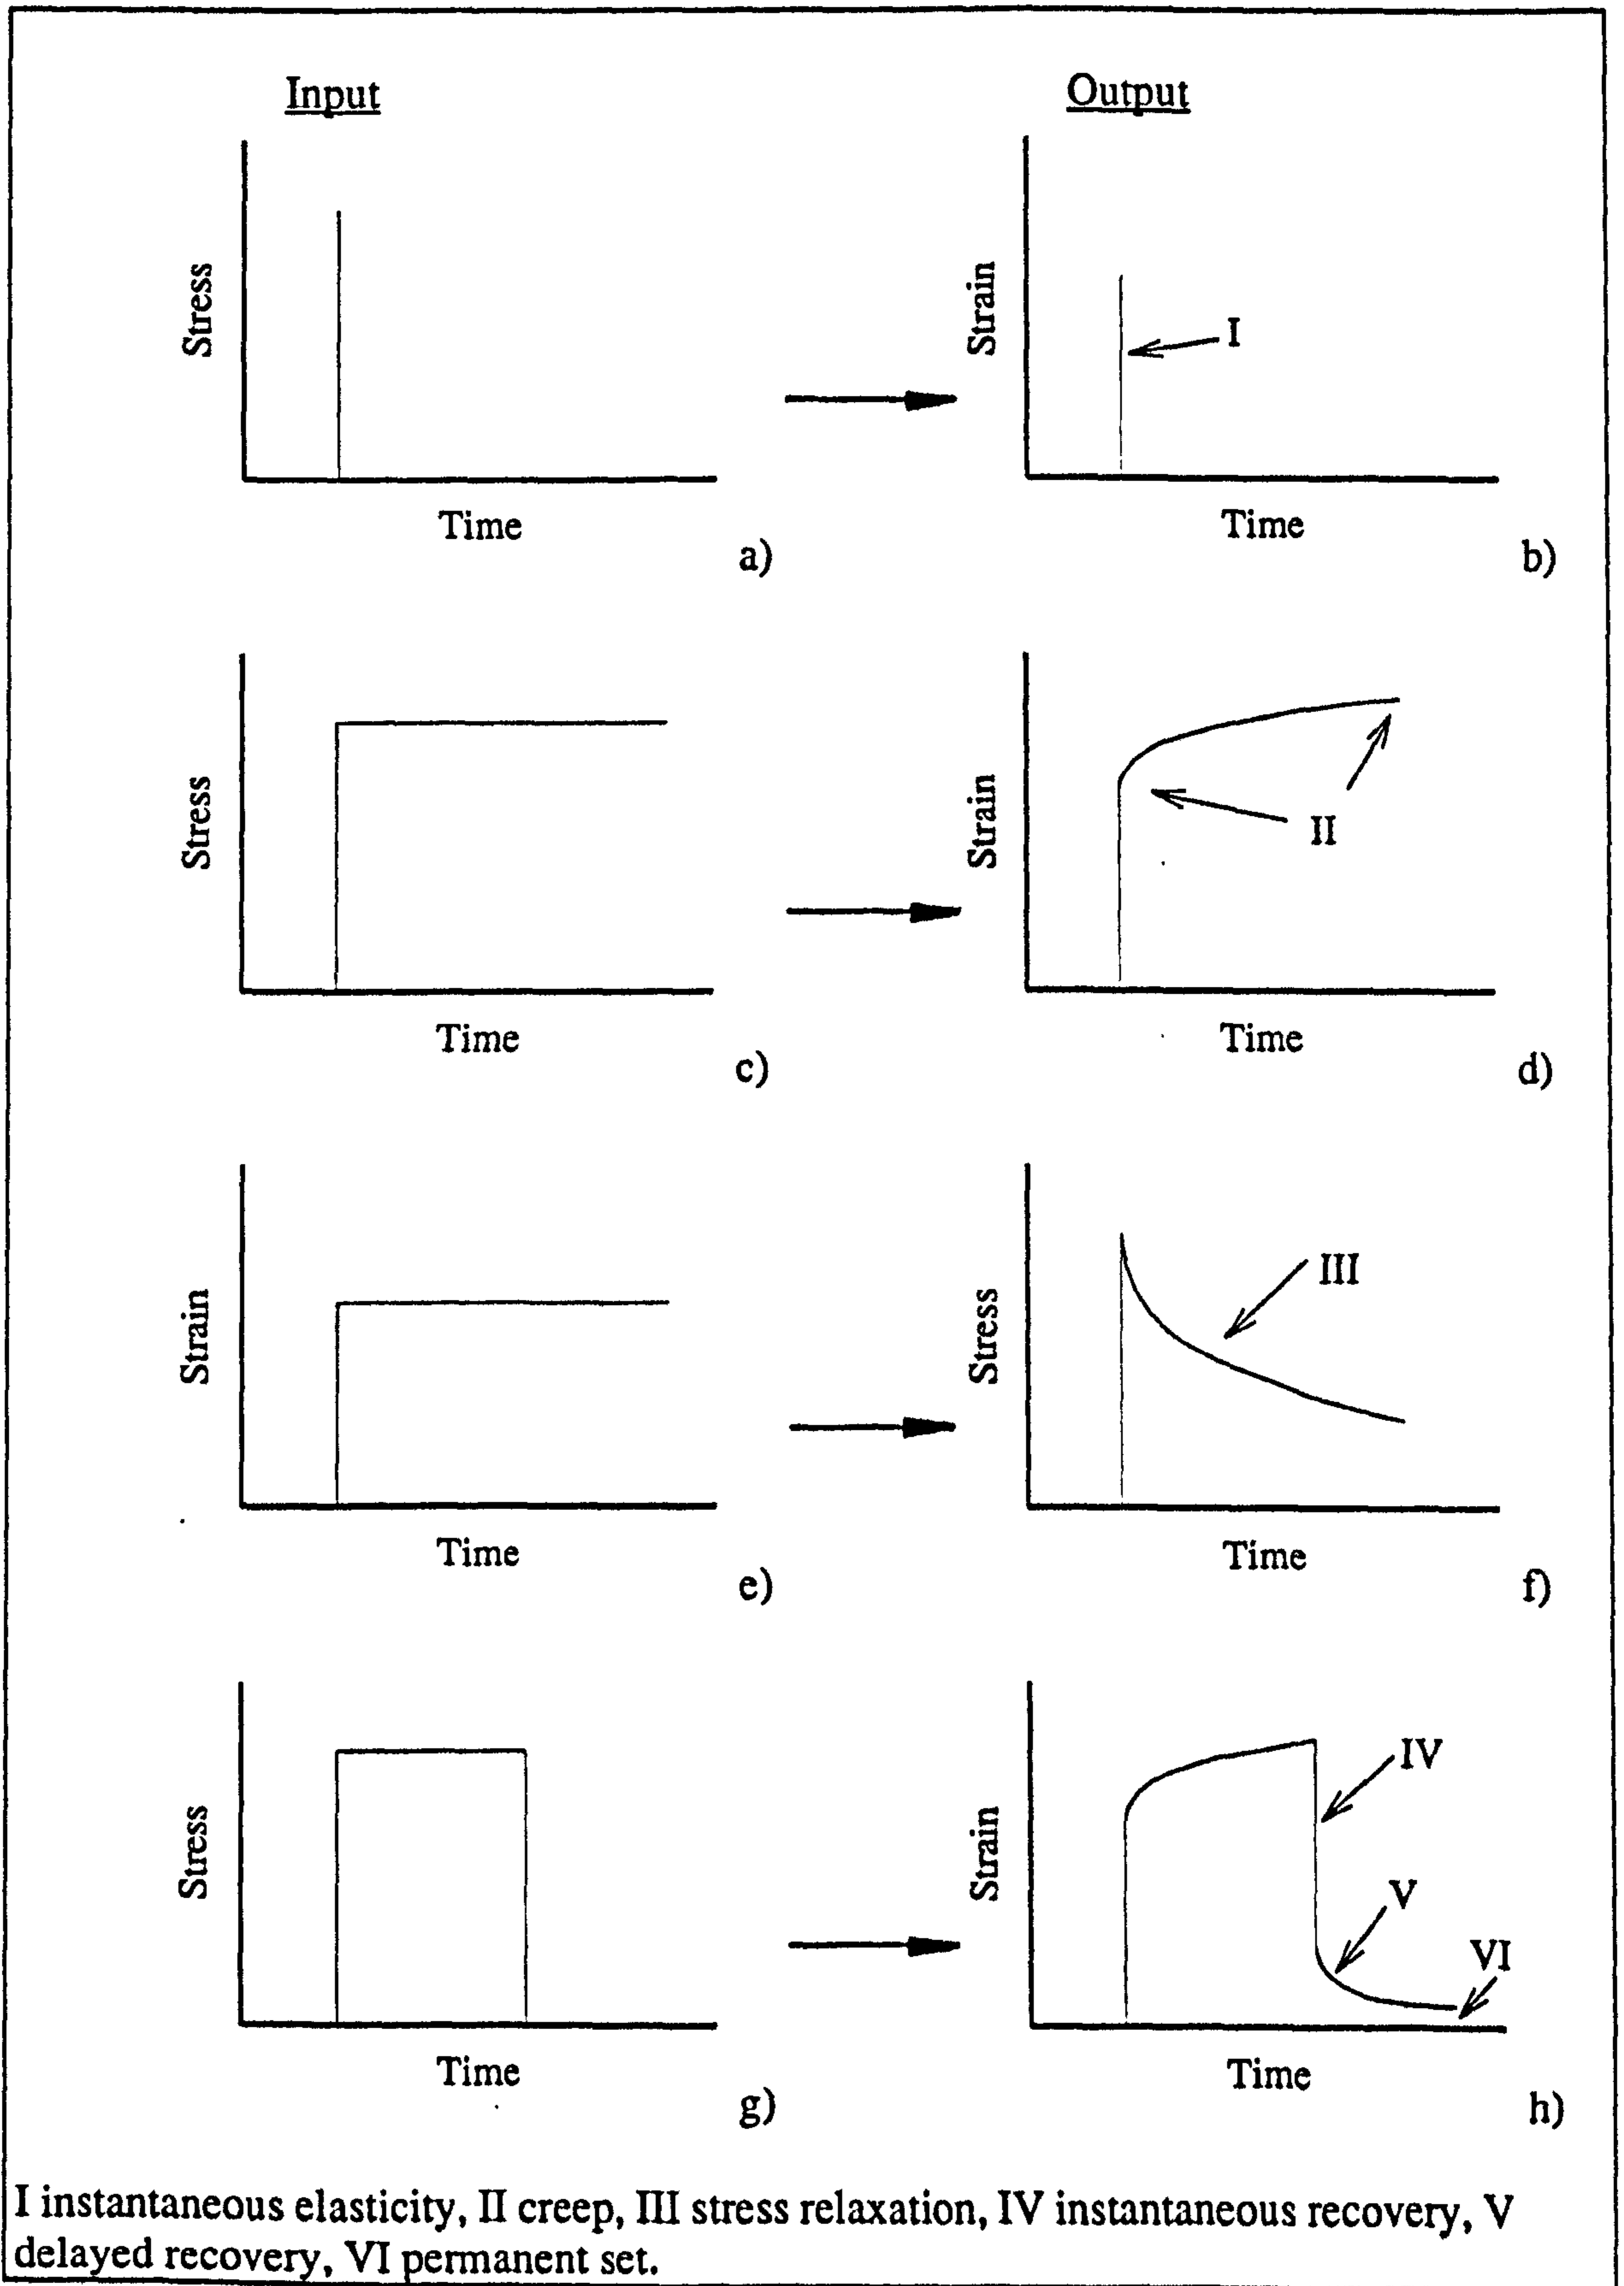 Input
Output
Stress
Strain
I
Time
Time
a)
b)
Stress
Strain
II
Time
Time
c)
d)
Strain
Stress
III
Time
Time
e)
f)
Stress
Strain
IV
V
VI
Time
Time
g)
h)
I instantaneous elasticity, II creep, III stress relaxation, IV instantaneous recovery, V
delayed recovery, VI permanent set.